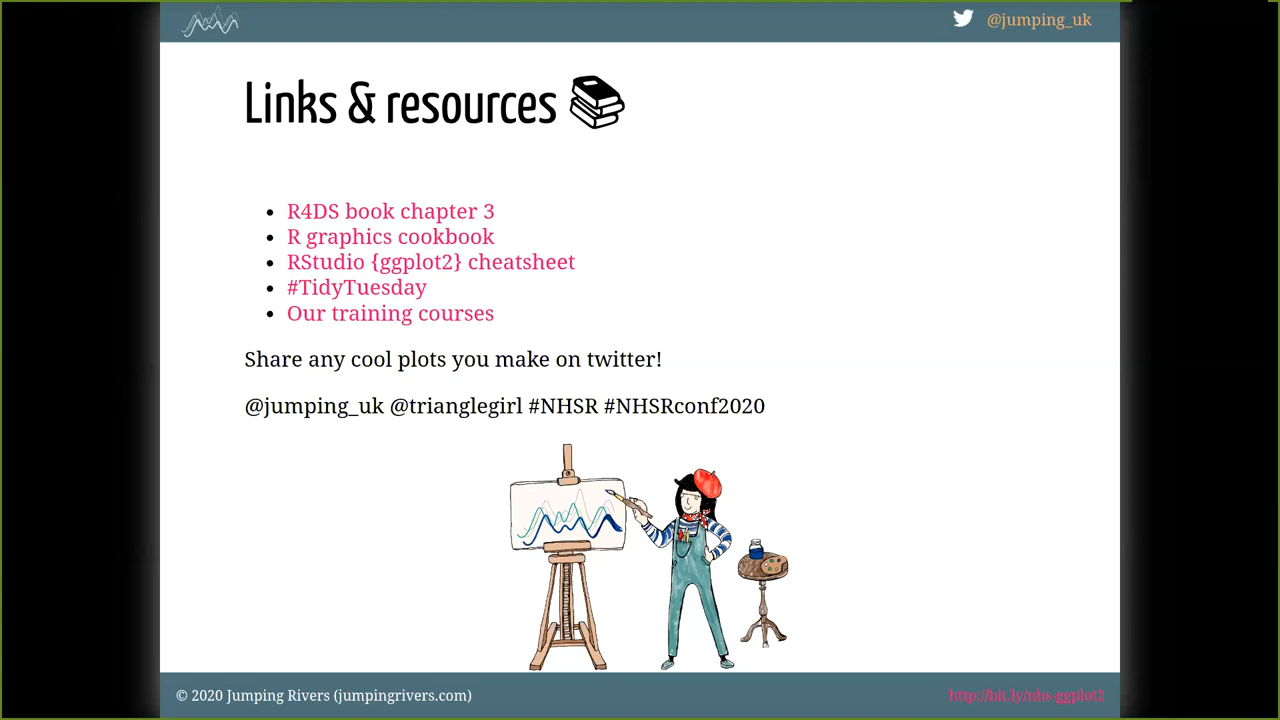 @jumping_uk
Links & resources
R4DS book chapter 3
R graphics cookbook
RStudio {ggplot2} cheatsheet
#TidyTuesday
Our training courses
Share any cool plots you make on twitter!
@jumping_uk @trianglegirl #NHSR #NHSRconf2020
© 2020 Jumping Rivers (jumpingrivers.com)
http://bit.ly/nhs-ggplot2